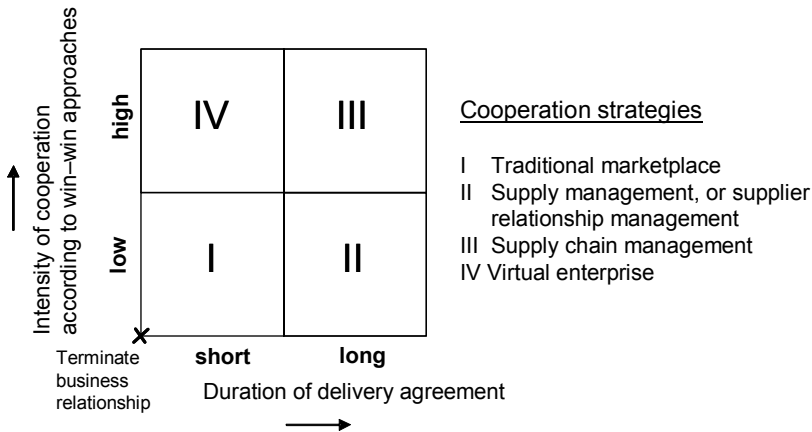 Intensity of cooperation
according to win–win approaches
high
low
IV
III
I
II
Terminate
business
relationship
short
long
Duration of delivery agreement
Cooperation strategies
I Traditional marketplace
II Supply management, or supplier
relationship management
III Supply chain management
IV Virtual enterprise